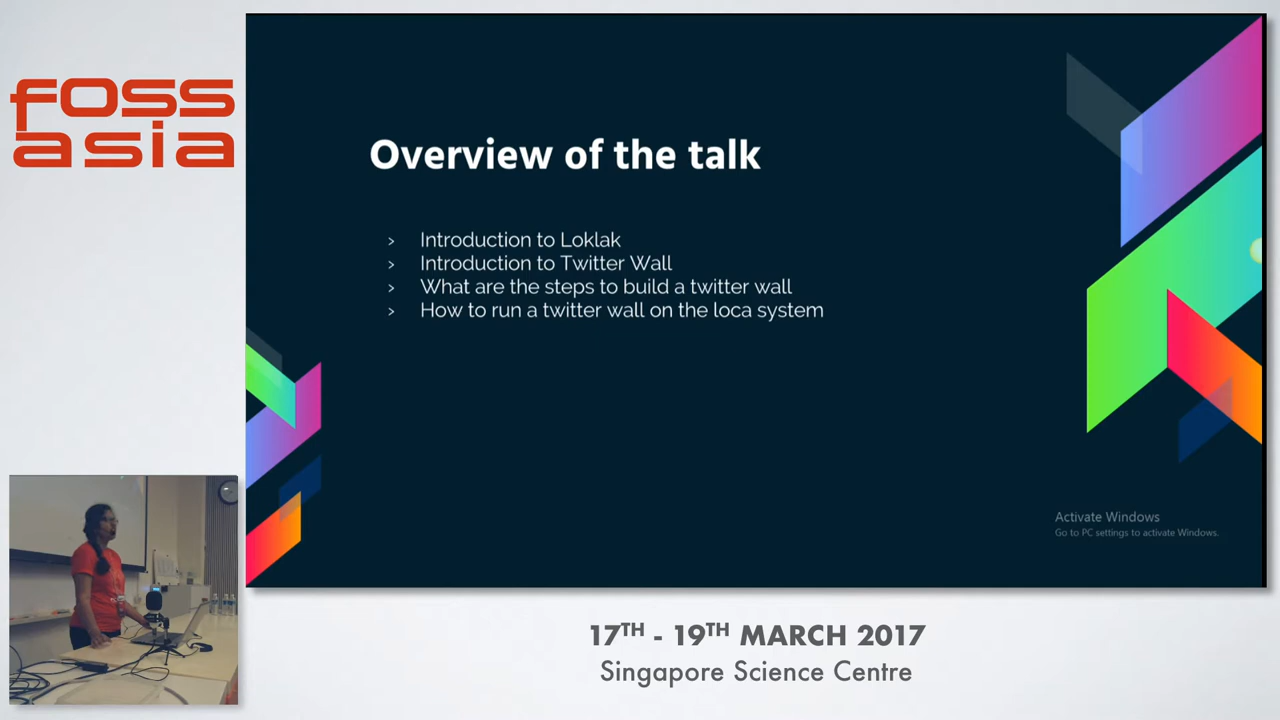 foss
asia
Overview of the talk
› Introduction to Loklak
› Introduction to Twitter Wall
› What are the steps to build a twitter wall
› How to run a twitter wall on the loca system
Activate Windows
Go to PC settings to activate Windows.
17TH - 19TH MARCH 2017
Singapore Science Centre